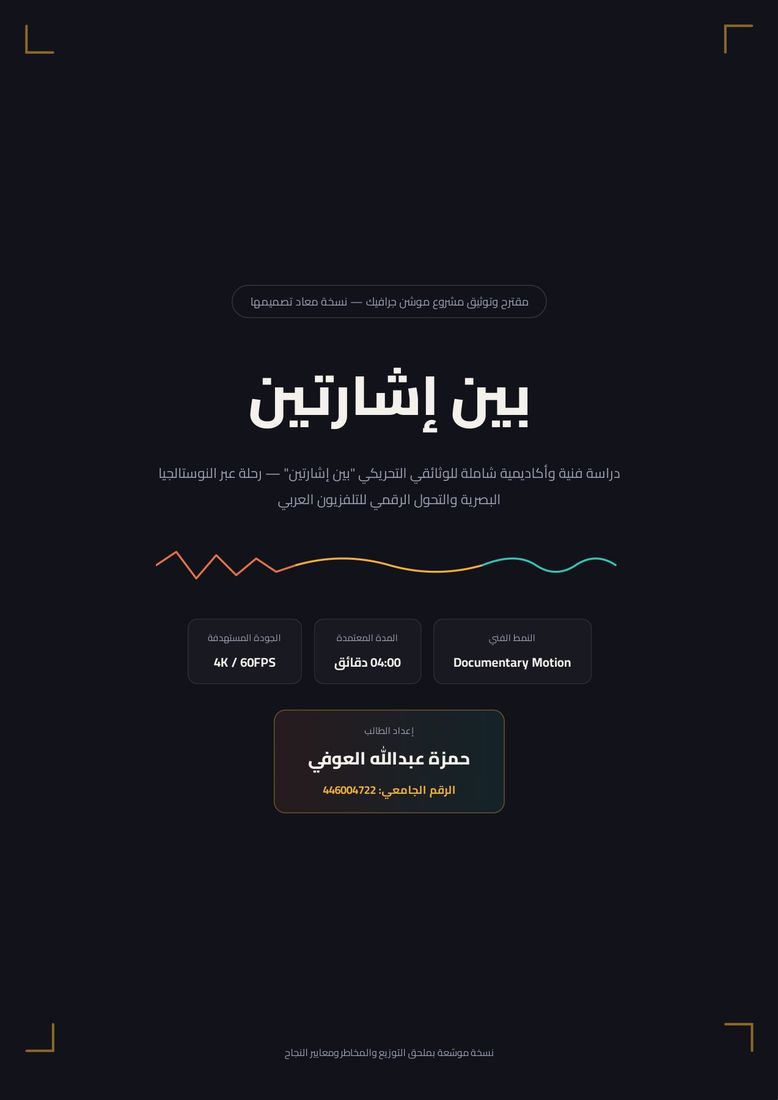 مقترح وتوثيق مشروع موشن جرافيك — نسخة معاد تصميمها
بين إشارتين
دراسة فنية وأكاديمية شاملة للوثائقي التحريكي "بين إشارتين" — رحلة عبر النوستالجيا
البصرية والتحول الرقمي للتلفزيون العربي
النمط الفني
Documentary Motion
المدة المعتمدة
04:00 دقائق
الجودة المستهدفة
4K / 60FPS
إعداد الطالب
حمزة عبدالله العوفي
الرقم الجامعي: 446004722
نسخة موسّعة بملحق التوزيع والمخاطر ومعايير النجاح